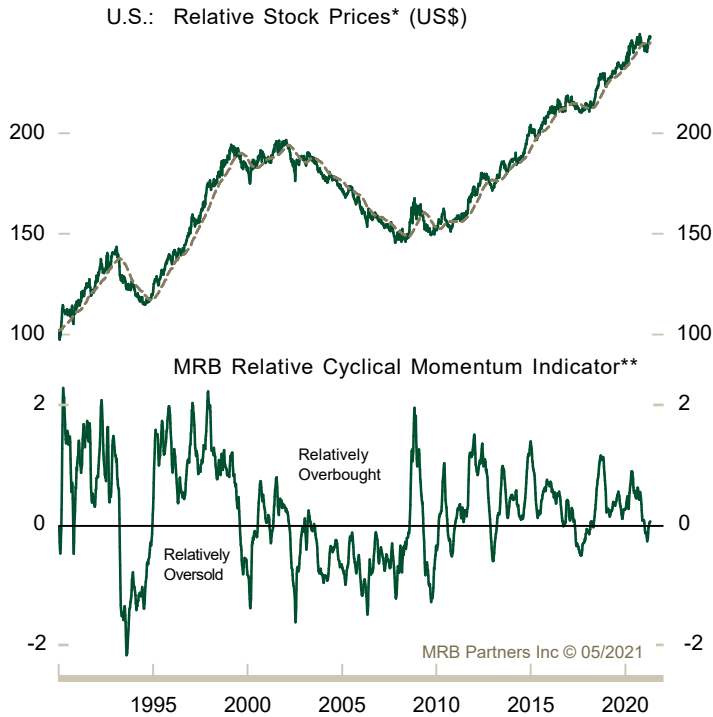 U.S.: Relative Stock Prices* (US$)
200 200
150 150
100 100
MRB Relative Cyclical Momentum Indicator**
2 2
Relatively
Overbought
0 0
Relatively
Oversold
-2 -2
MRB Partners Inc © 05/2021
1995 2000 2005 2010 2015 2020